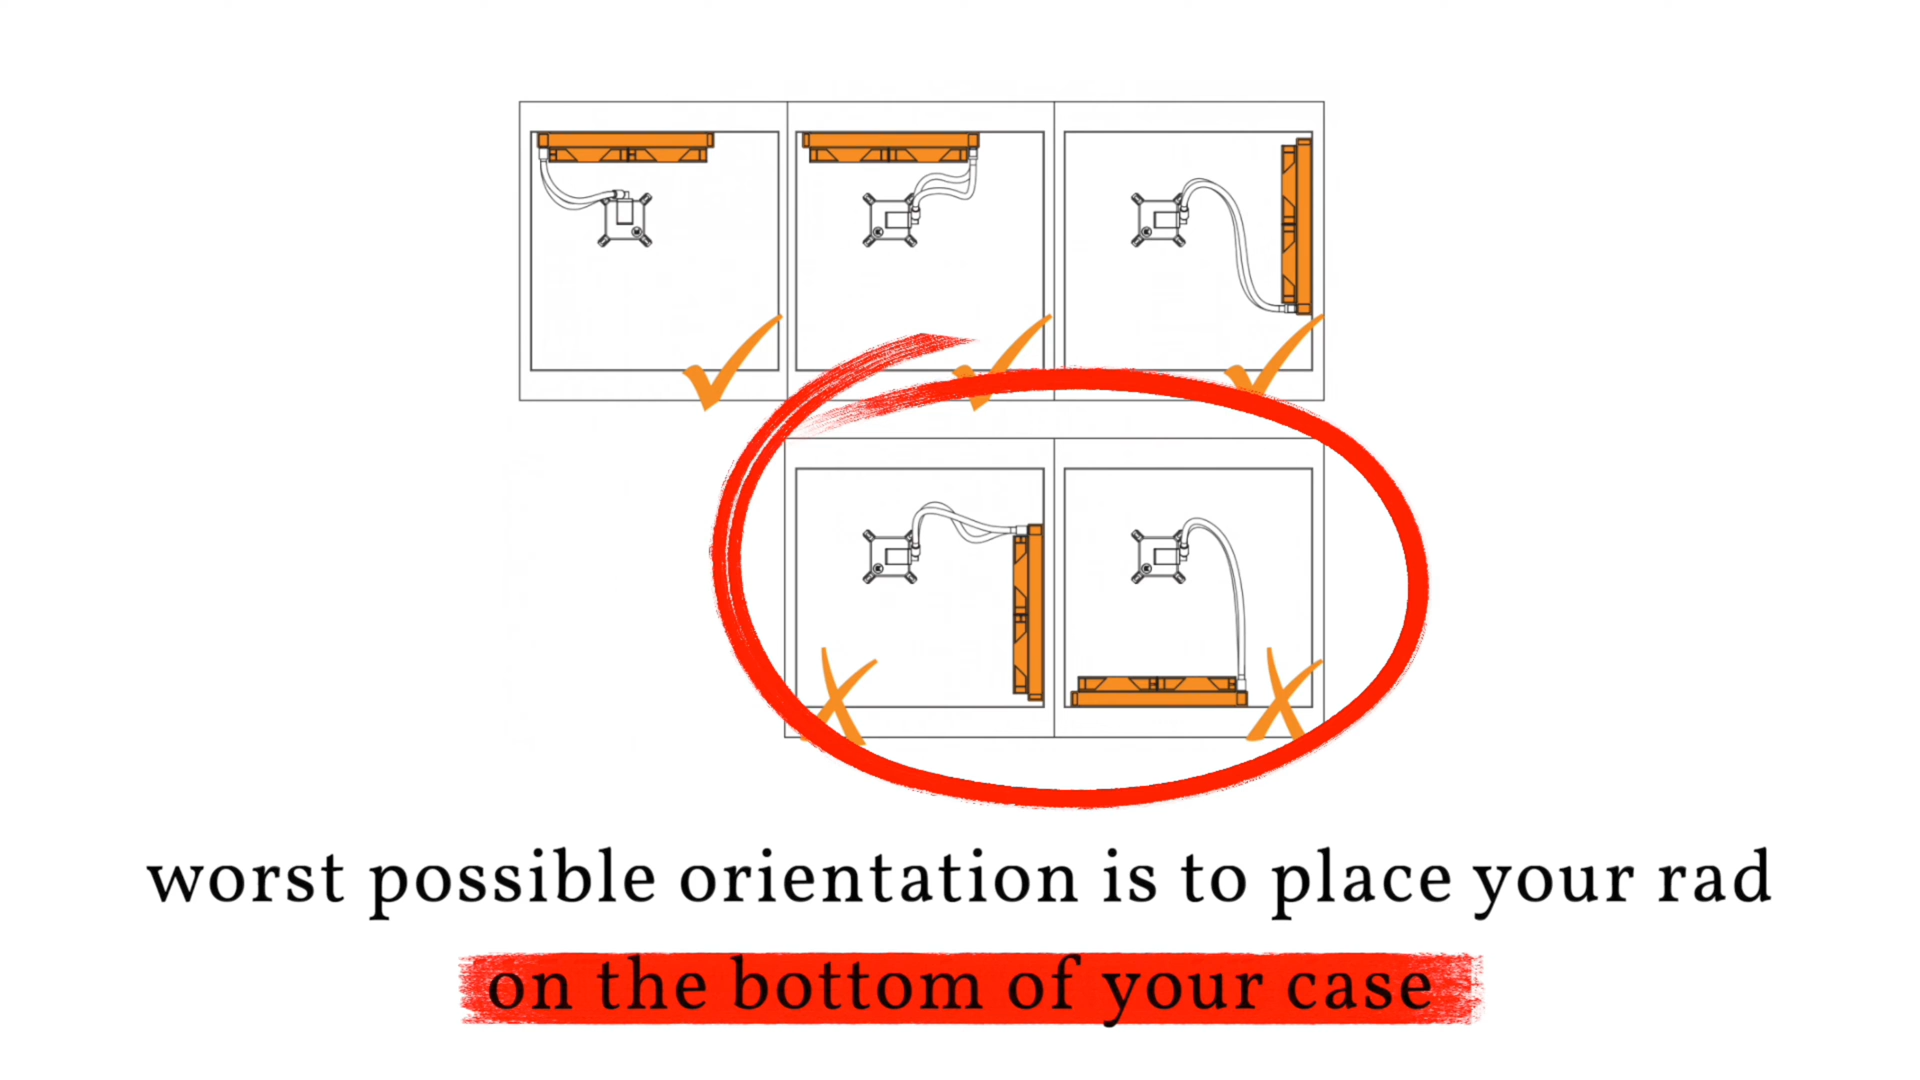 worst possible orientation is to place your rad
on the bottom of your case